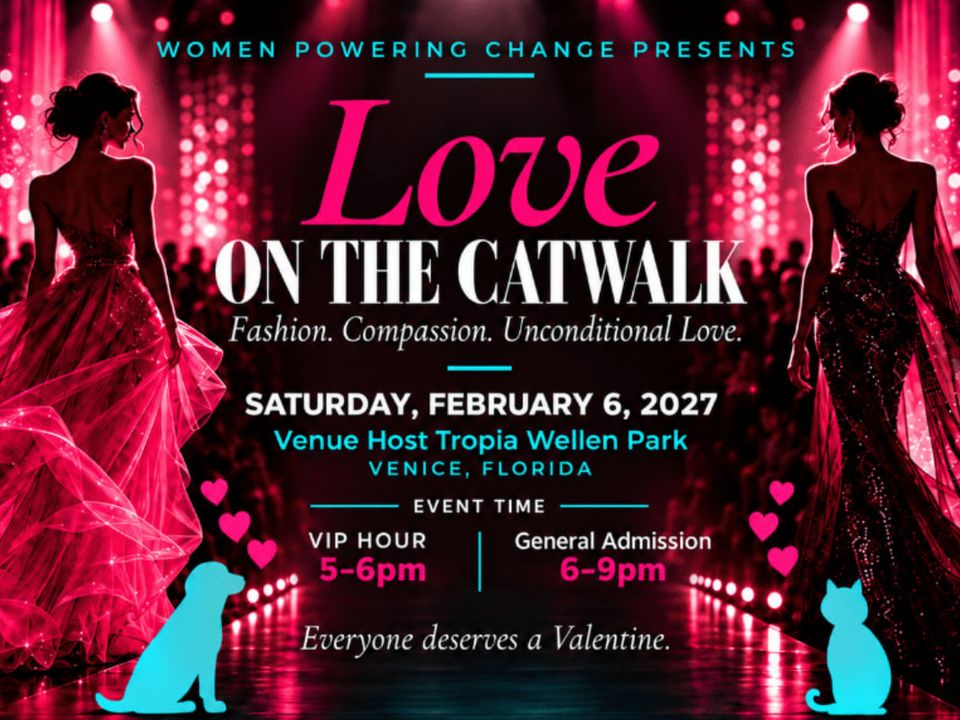 WOMEN POWERING CHANGE PRESENTS
Love
ON THE CATWALK
Fashion. Compassion. Unconditional Love.
SATURDAY, FEBRUARY 6, 2027
Venue Host Tropia Wellen Park
VENICE, FLORIDA
EVENT TIME
VIP HOUR
5-6pm
General Admission
6-9pm
Everyone deserves a Valentine.